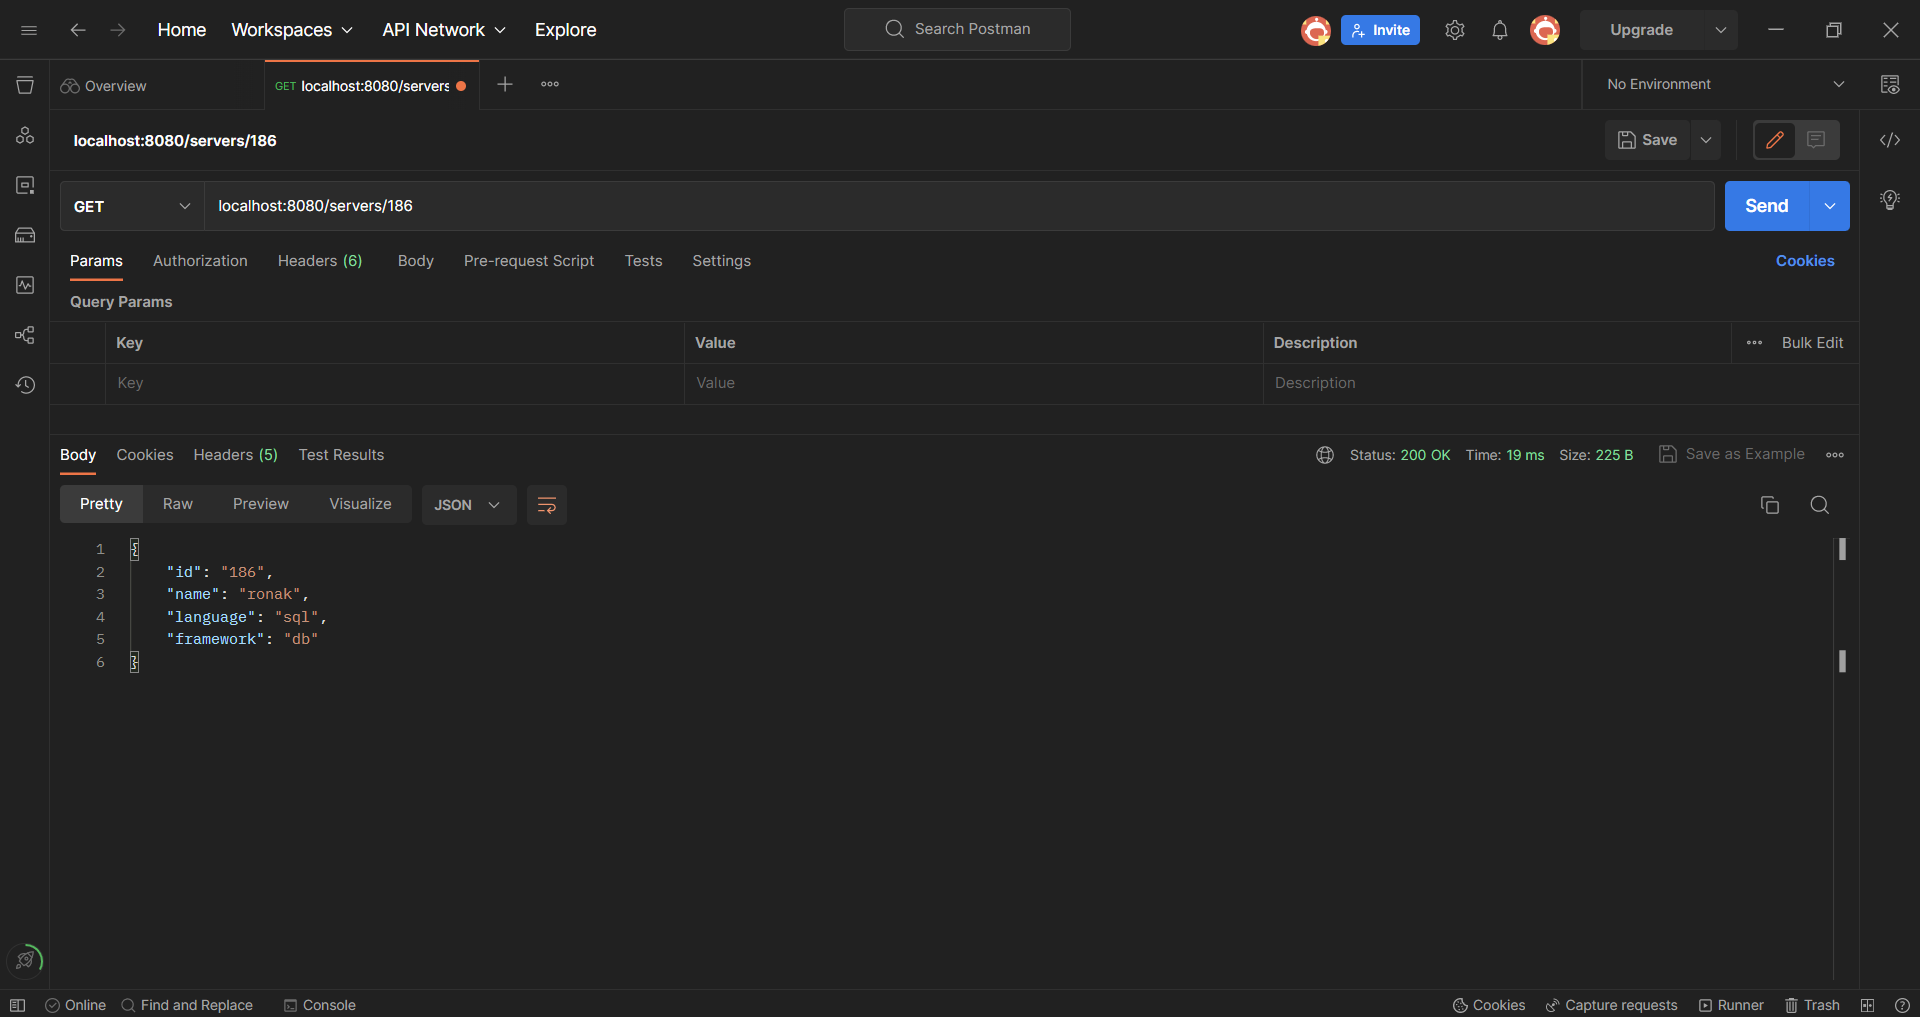 Home Workspaces API Network Explore Search Postman Invite Upgrade
Overview GET localhost:8080/servers No Environment
localhost:8080/servers/186 Save
GET localhost:8080/servers/186 Send
Params Authorization Headers (6) Body Pre-request Script Tests Settings Cookies
Query Params
Key Value Description Bulk Edit
Key Value Description
Body Cookies Headers (5) Test Results Status: 200 OK Time: 19 ms Size: 225 B Save as Example
Pretty Raw Preview Visualize JSON
1 {
2 "id": "186",
3 "name": "ronak",
4 "language": "sql",
5 "framework": "db"
6 }
Online Find and Replace Console Cookies Capture requests Runner Trash